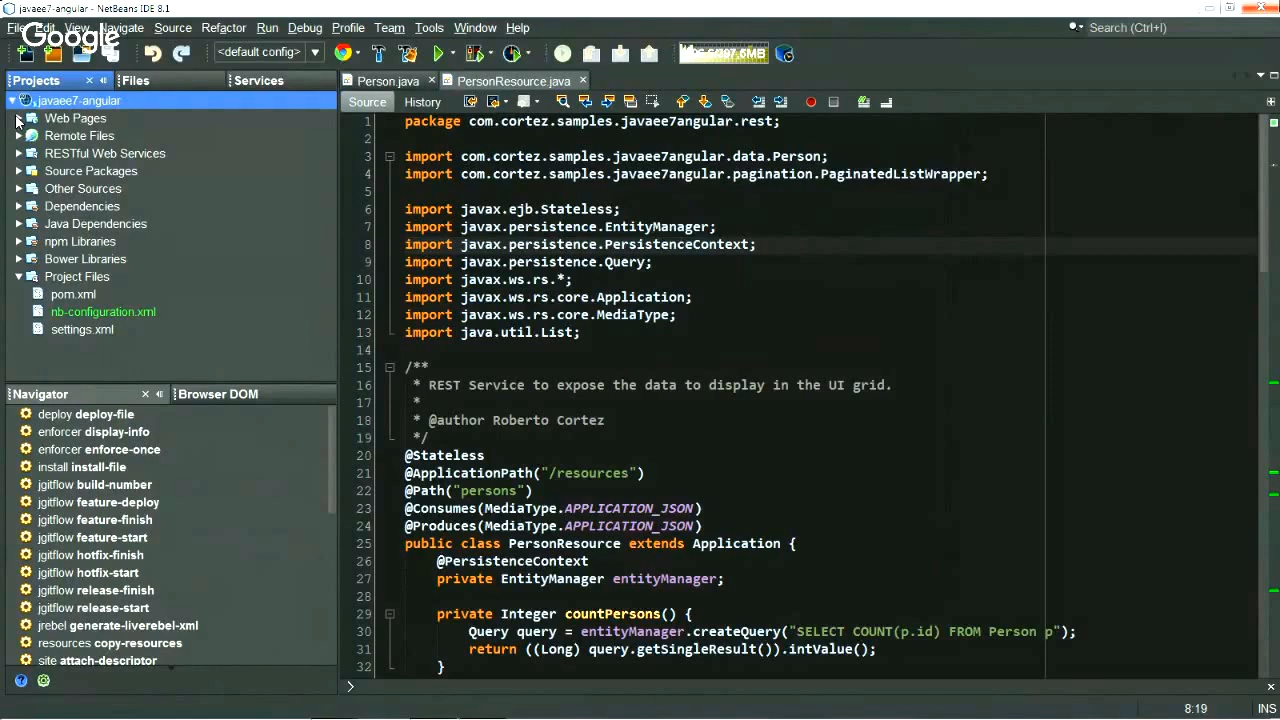 javaee7-angular - NetBeans IDE 8.1
File Edit View Navigate Source Refactor Run Debug Profile Team Tools Window Help
Search (Ctrl+I)
Google
<default config>
Projects
Files
Services
Person.java
PersonResource.java
Source
History
javaee7-angular
Web Pages
Remote Files
RESTful Web Services
Source Packages
Other Sources
Dependencies
Java Dependencies
npm Libraries
Bower Libraries
Project Files
pom.xml
nb-configuration.xml
settings.xml
Navigator
Browser DOM
deploy deploy-file
enforcer display-info
enforcer enforce-once
install install-file
jgitflow build-number
jgitflow feature-deploy
jgitflow feature-finish
jgitflow feature-start
jgitflow hotfix-finish
jgitflow hotfix-start
jgitflow release-finish
jgitflow release-start
jrebel generate-liverebel-xml
resources copy-resources
site attach-descriptor
1 package com.cortez.samples.javaee7angular.rest;
2
3 import com.cortez.samples.javaee7angular.data.Person;
4 import com.cortez.samples.javaee7angular.pagination.PaginatedListWrapper;
5
6 import javax.ejb.Stateless;
7 import javax.persistence.EntityManager;
8 import javax.persistence.PersistenceContext;
9 import javax.persistence.Query;
10 import javax.ws.rs.*;
11 import javax.ws.rs.core.Application;
12 import javax.ws.rs.core.MediaType;
13 import java.util.List;
14
15 /**
16 * REST Service to expose the data to display in the UI grid.
17 *
18 * @author Roberto Cortez
19 */
20 @Stateless
21 @ApplicationPath("/resources")
22 @Path("persons")
23 @Consumes(MediaType.APPLICATION_JSON)
24 @Produces(MediaType.APPLICATION_JSON)
25 public class PersonResource extends Application {
26 @PersistenceContext
27 private EntityManager entityManager;
28
29 private Integer countPersons() {
30 Query query = entityManager.createQuery("SELECT COUNT(p.id) FROM Person p");
31 return ((Long) query.getSingleResult()).intValue();
32 }
8:19
INS